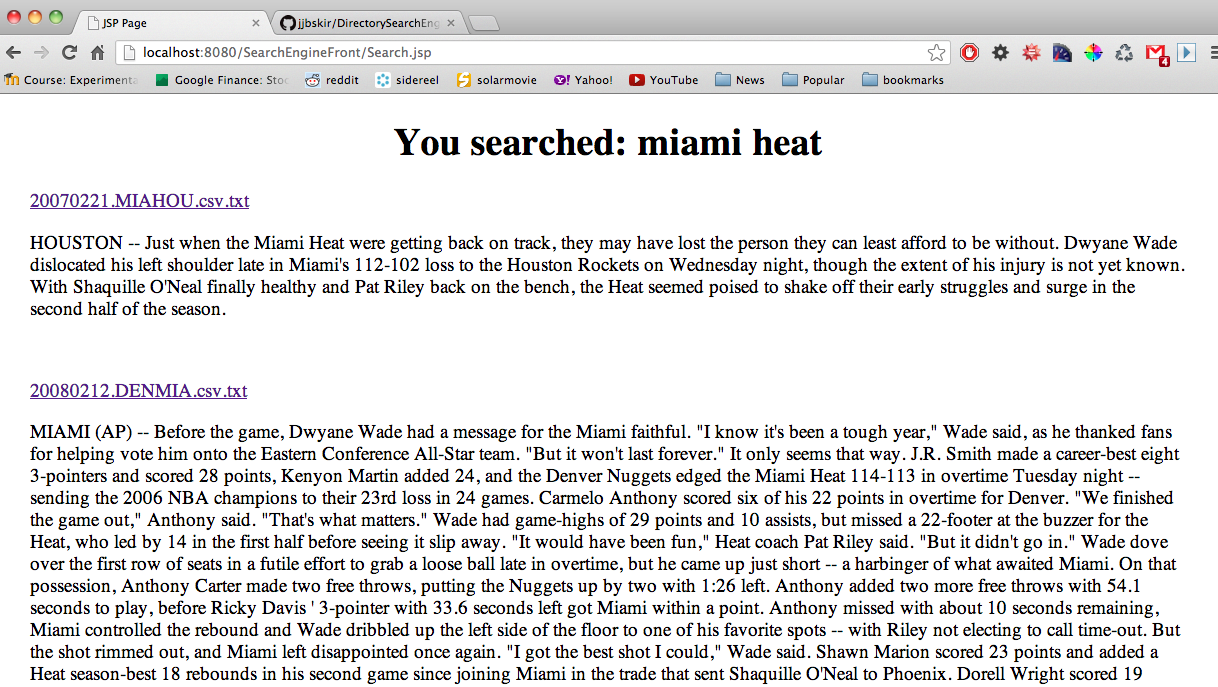 JSP Page
jjbskir/DirectorySearchEng
localhost:8080/SearchEngineFront/Search.jsp
4
Course: Experimenta
Google Finance: Stoc
reddit
sidereel
solarmovie
Yahoo!
YouTube
News
Popular
bookmarks
You searched: miami heat
20070221.MIAHOU.csv.txt
HOUSTON -- Just when the Miami Heat were getting back on track, they may have lost the person they can least afford to be without. Dwyane Wade
dislocated his left shoulder late in Miami's 112-102 loss to the Houston Rockets on Wednesday night, though the extent of his injury is not yet known.
With Shaquille O'Neal finally healthy and Pat Riley back on the bench, the Heat seemed poised to shake off their early struggles and surge in the
second half of the season.
20080212.DENMIA.csv.txt
MIAMI (AP) -- Before the game, Dwyane Wade had a message for the Miami faithful. "I know it's been a tough year," Wade said, as he thanked fans
for helping vote him onto the Eastern Conference All-Star team. "But it won't last forever." It only seems that way. J.R. Smith made a career-best eight
3-pointers and scored 28 points, Kenyon Martin added 24, and the Denver Nuggets edged the Miami Heat 114-113 in overtime Tuesday night --
sending the 2006 NBA champions to their 23rd loss in 24 games. Carmelo Anthony scored six of his 22 points in overtime for Denver. "We finished
the game out," Anthony said. "That's what matters." Wade had game-highs of 29 points and 10 assists, but missed a 22-footer at the buzzer for the
Heat, who led by 14 in the first half before seeing it slip away. "It would have been fun," Heat coach Pat Riley said. "But it didn't go in." Wade dove
over the first row of seats in a futile effort to grab a loose ball late in overtime, but he came up just short -- a harbinger of what awaited Miami. On that
possession, Anthony Carter made two free throws, putting the Nuggets up by two with 1:26 left. Anthony added two more free throws with 54.1
seconds to play, before Ricky Davis ' 3-pointer with 33.6 seconds left got Miami within a point. Anthony missed with about 10 seconds remaining,
Miami controlled the rebound and Wade dribbled up the left side of the floor to one of his favorite spots -- with Riley not electing to call time-out. But
the shot rimmed out, and Miami left disappointed once again. "I got the best shot I could," Wade said. Shawn Marion scored 23 points and added a
Heat season-best 18 rebounds in his second game since joining Miami in the trade that sent Shaquille O'Neal to Phoenix. Dorell Wright scored 19